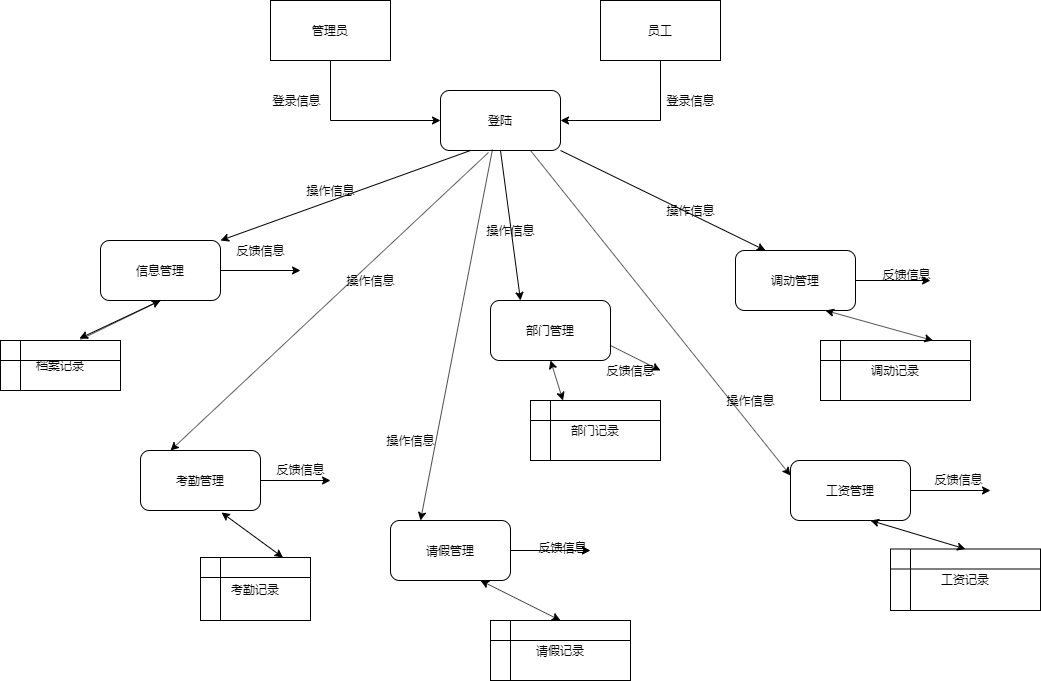 管理员
员工
登录信息
登录信息
登陆
操作信息
操作信息
操作信息
反馈信息
信息管理
操作信息
反馈信息
调动管理
部门管理
档案记录
反馈信息
调动记录
操作信息
部门记录
操作信息
反馈信息
考勤管理
反馈信息
工资管理
请假管理
反馈信息
考勤记录
工资记录
请假记录